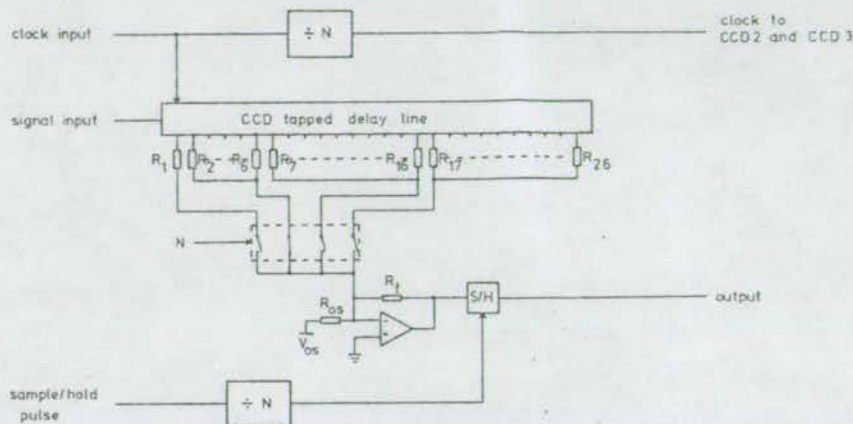 clock input
÷ N
clock to
CCD 2 and CCD 3
signal input
CCD tapped delay line
R1 R2 R6 R7 R16 R17 R26
N
Rf
Ros
S/H
output
Vos
sample/hold
pulse
÷ N